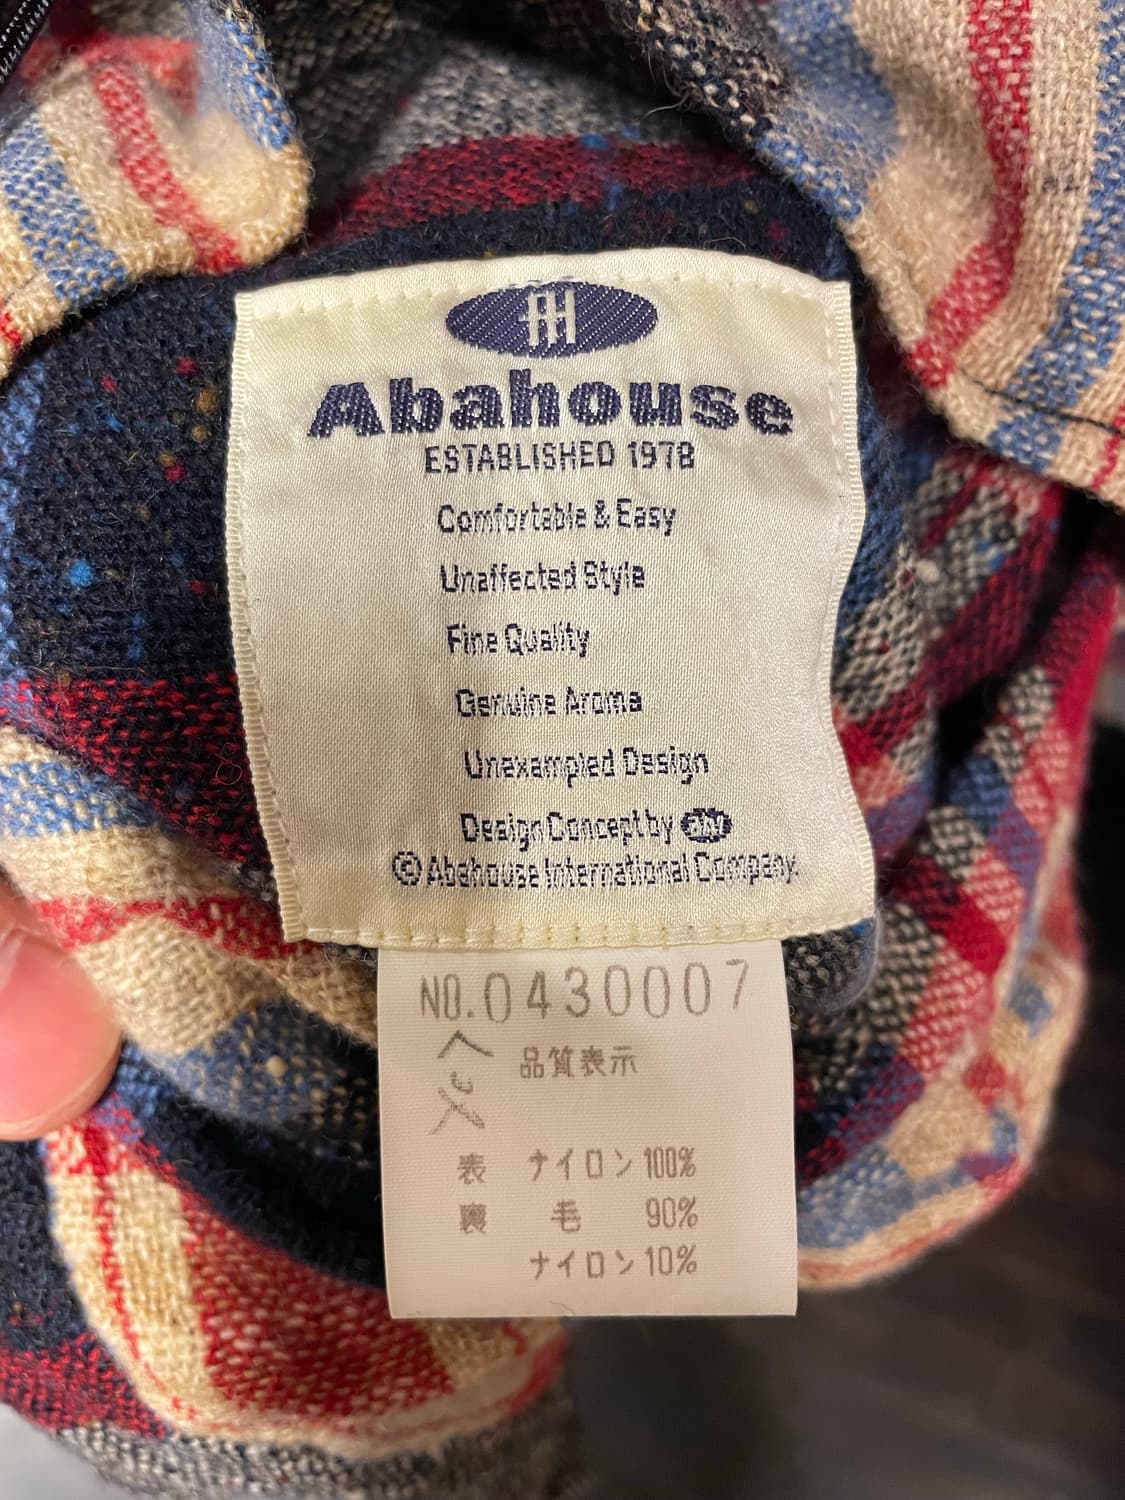 AH
Abahouse
ESTABLISHED 1978
Comfortable & Easy
Unaffected Style
Fine Quality
Genuine Aroma
Unexampled Design
Design Concept by
© Abahouse International Company.
NO.0430007
品質表示
表 ナイロン 100%
裏 毛 90%
ナイロン 10%